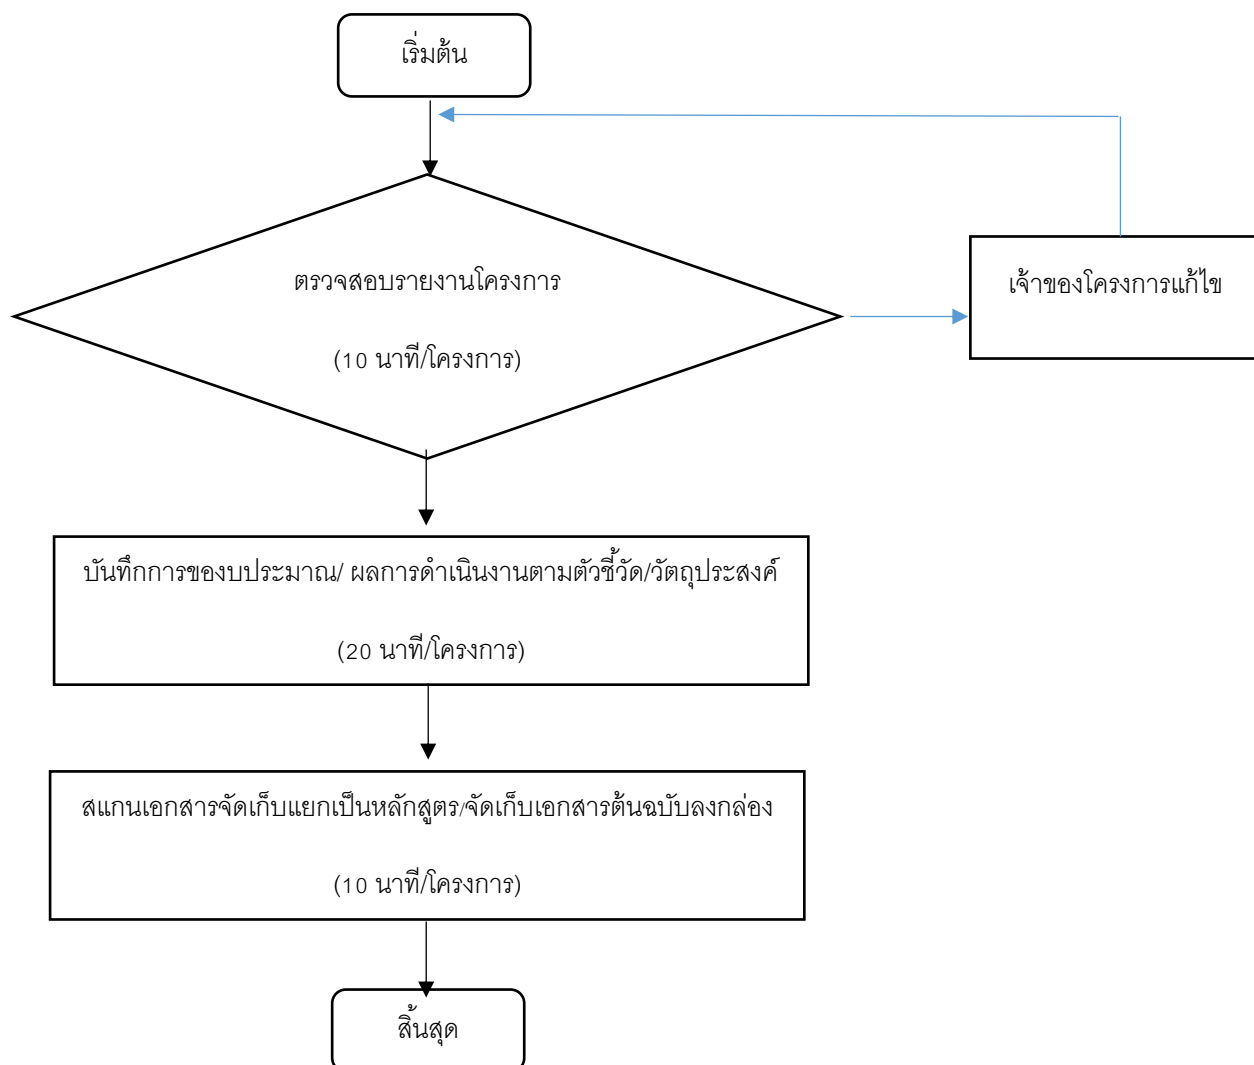 เริ่มต้น
ตรวจสอบรายงานโครงการ
(10 นาที/โครงการ)
เจ้าของโครงการแก้ไข
บันทึกการของบประมาณ/ ผลการดำเนินงานตามตัวชี้วัด/วัตถุประสงค์
(20 นาที/โครงการ)
สแกนเอกสารจัดเก็บแยกเป็นหลักสูตร/จัดเก็บเอกสารต้นฉบับลงกล่อง
(10 นาที/โครงการ)
สิ้นสุด